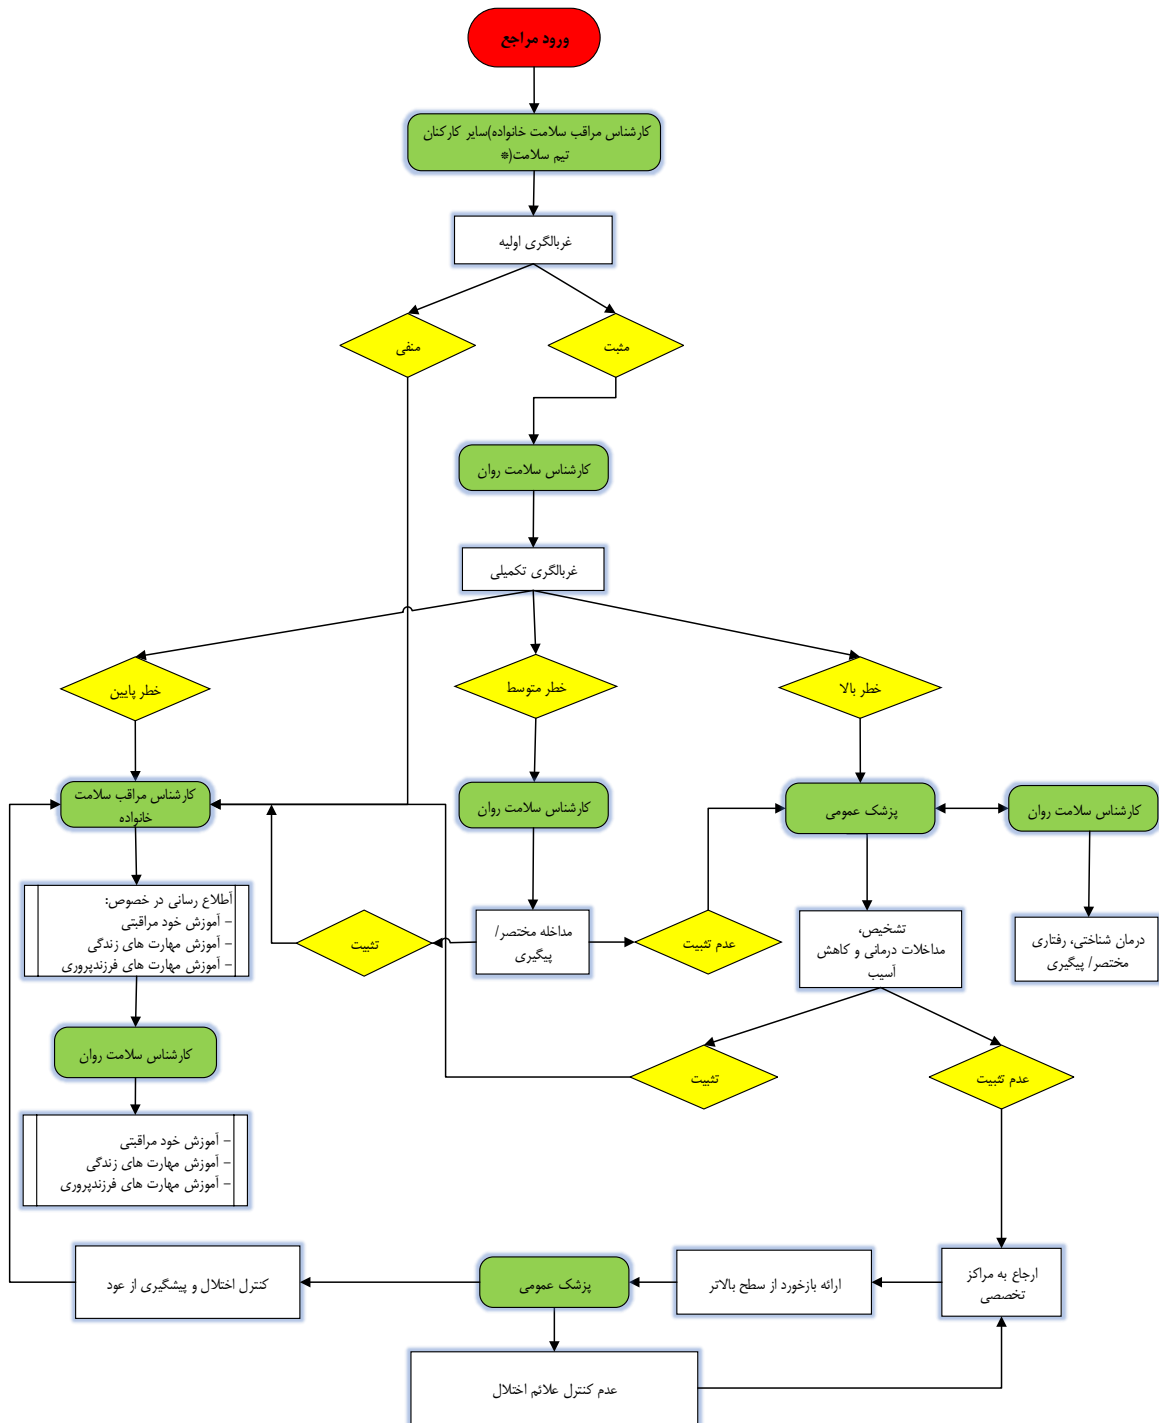 ورود مراجع
کارشناس مراقب سلامت خانواده)سایر کارکنان
تیم سلامت(*
غربالگری اولیه
مثبت
منفی
کارشناس سلامت روان
غربالگری تکمیلی
خطر بالا
خطر متوسط
خطر پایین
کارشناس سلامت روان
پزشک عمومی
کارشناس سلامت روان
کارشناس مراقب سلامت
خانواده
درمان شناختی، رفتاری
مختصر/ پیگیری
تشخیص،
مداخلات درمانی و کاهش
آسیب
عدم تثبیت
مداخله مختصر/
پیگیری
تثبیت
آطلاع رسانی در خصوص:
- آموزش خود مراقبتی
- آموزش مهارت های زندگی
- آموزش مهارت های فرزندپروری
عدم تثبیت
تثبیت
کارشناس سلامت روان
- آموزش خود مراقبتی
- آموزش مهارت های زندگی
- آموزش مهارت های فرزندپروری
ارجاع به مراکز
تخصصی
ارائه بازخورد از سطح بالاتر
پزشک عمومی
کنترل اختلال و پیشگیری از عود
عدم کنترل علائم اختلال